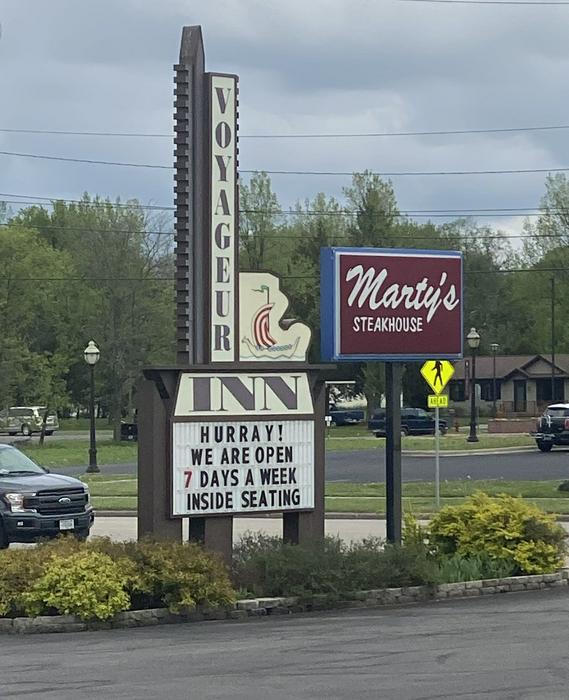 VOYAGEUR
INN
HURRAY!
WE ARE OPEN
7 DAYS A WEEK
INSIDE SEATING
Marty's
STEAKHOUSE
AHEAD